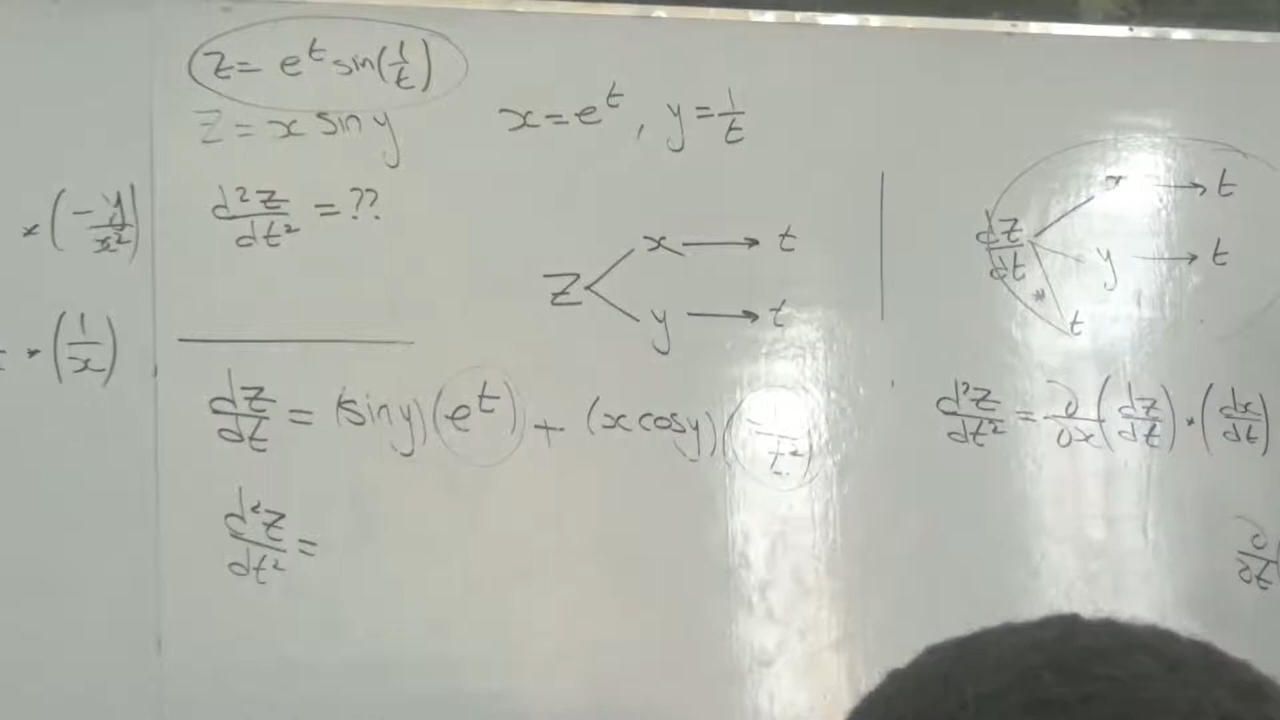 z = e^t sin(1/t)
z = x sin y
x = e^t , y = 1/t
d²z/dt² = ??
* (-y/x²)
* (1/x)
z x → t
y → t
dz/dt = (sin y)(e^t) + (x cos y)(1/t²)
d²z/dt² =
dz/dt x → t
y → t
* t
d²z/dt² = ∂/∂x (dz/dt) * (dx/dt)
∂/∂t